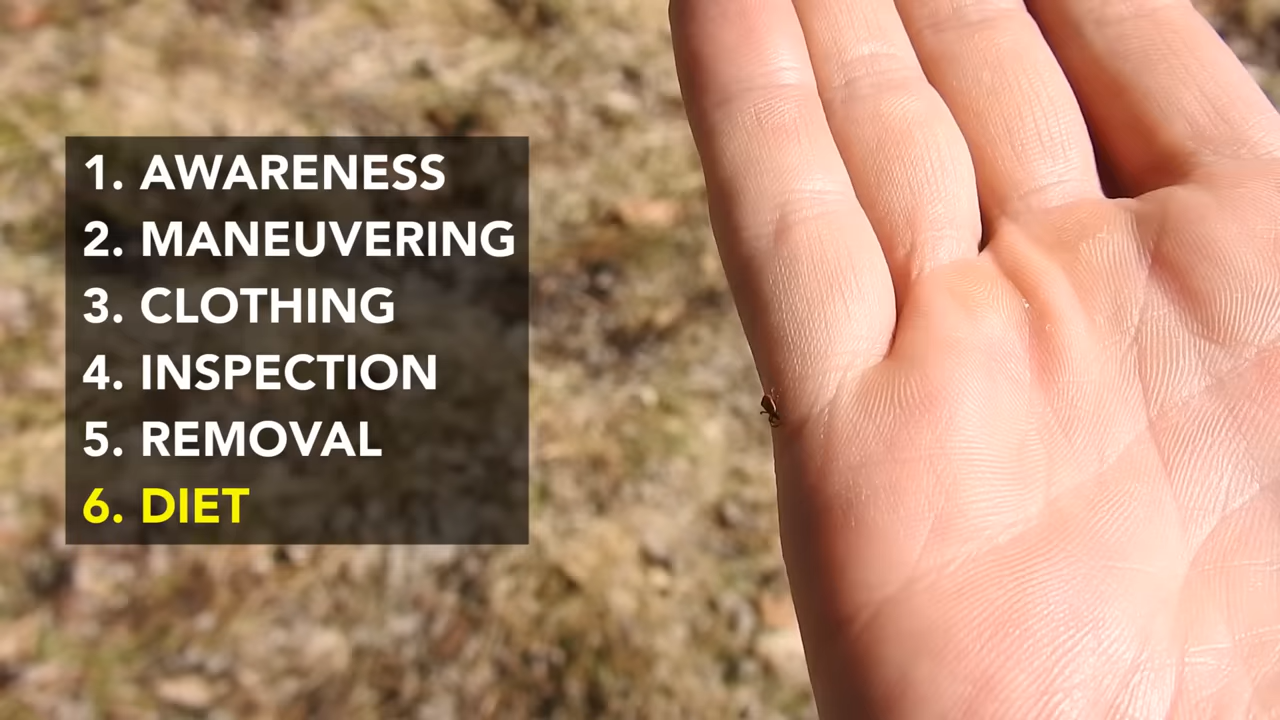 1. AWARENESS
2. MANEUVERING
3. CLOTHING
4. INSPECTION
5. REMOVAL
6. DIET